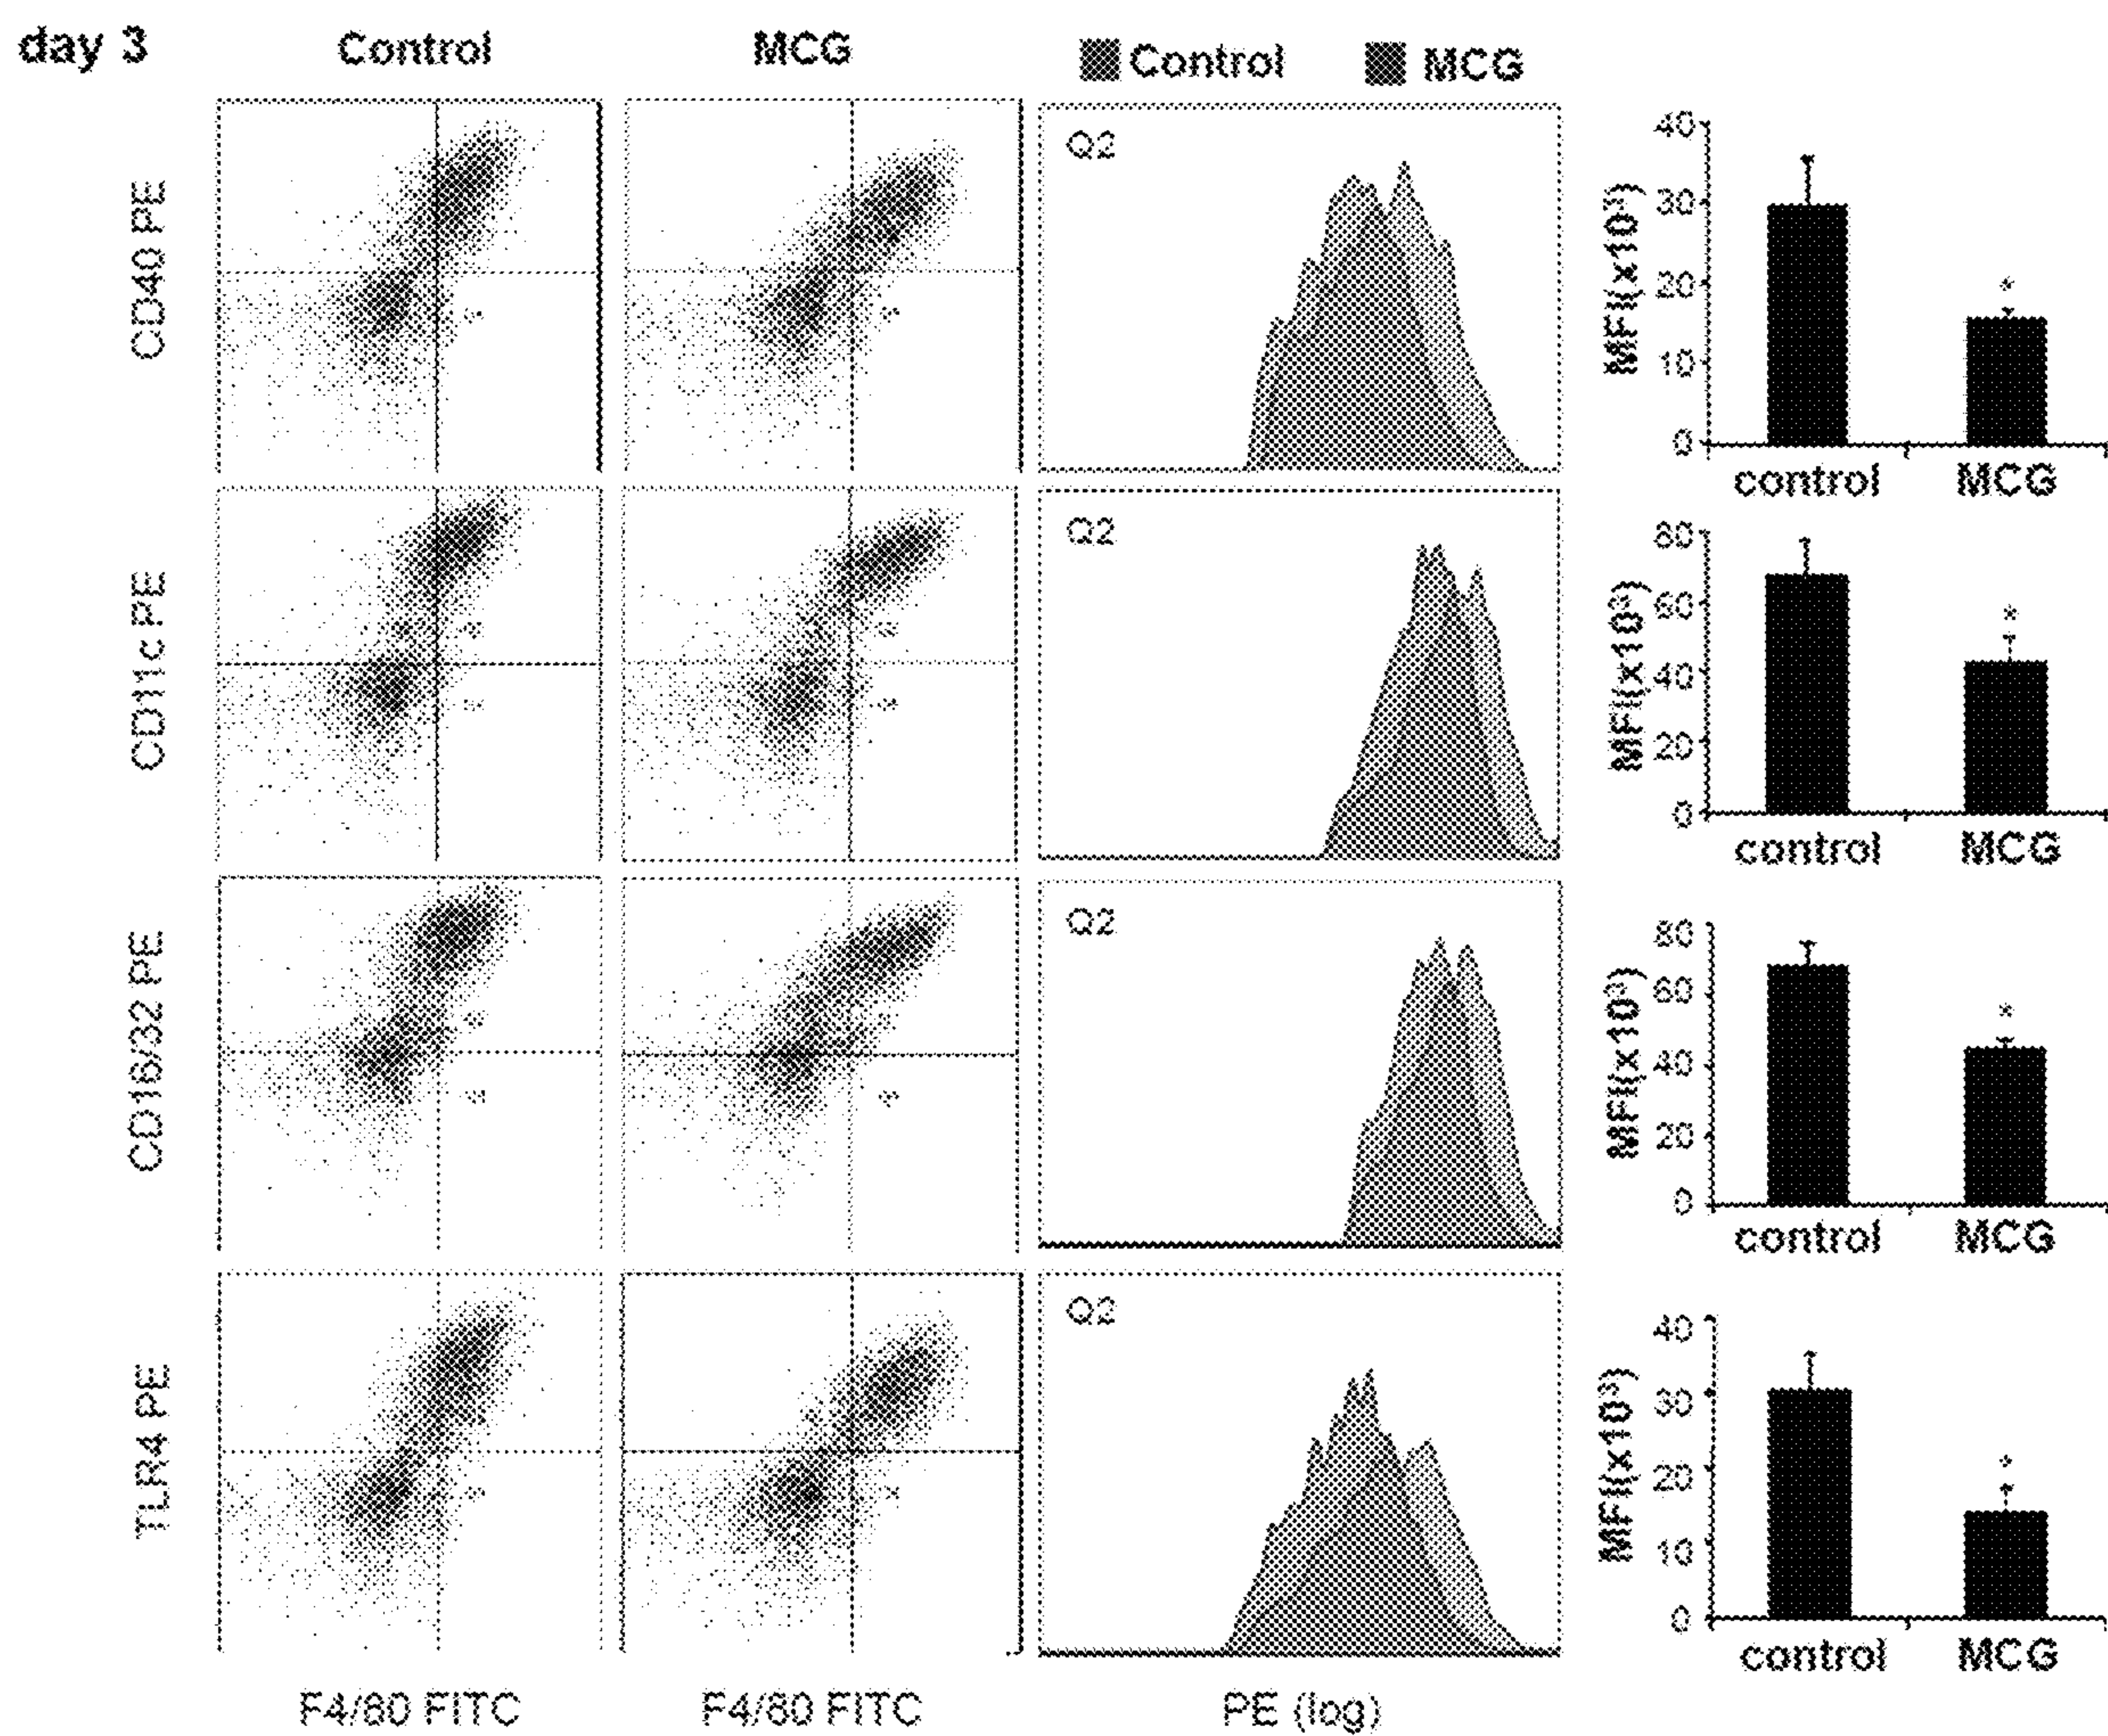 day 3 Control MCG Control MCG
CD40 PE
Q2
MFI(x10³)
40
30
20
*
10
0
control MCG
CD11c PE
Q2
MFI(x10³)
80
60
*
40
20
0
control MCG
CD16/32 PE
Q2
MFI(x10³)
80
60
*
40
20
0
control MCG
TLR4 PE
Q2
MFI(x10³)
40
30
20
*
10
0
control MCG
F4/80 FITC F4/80 FITC PE (log)